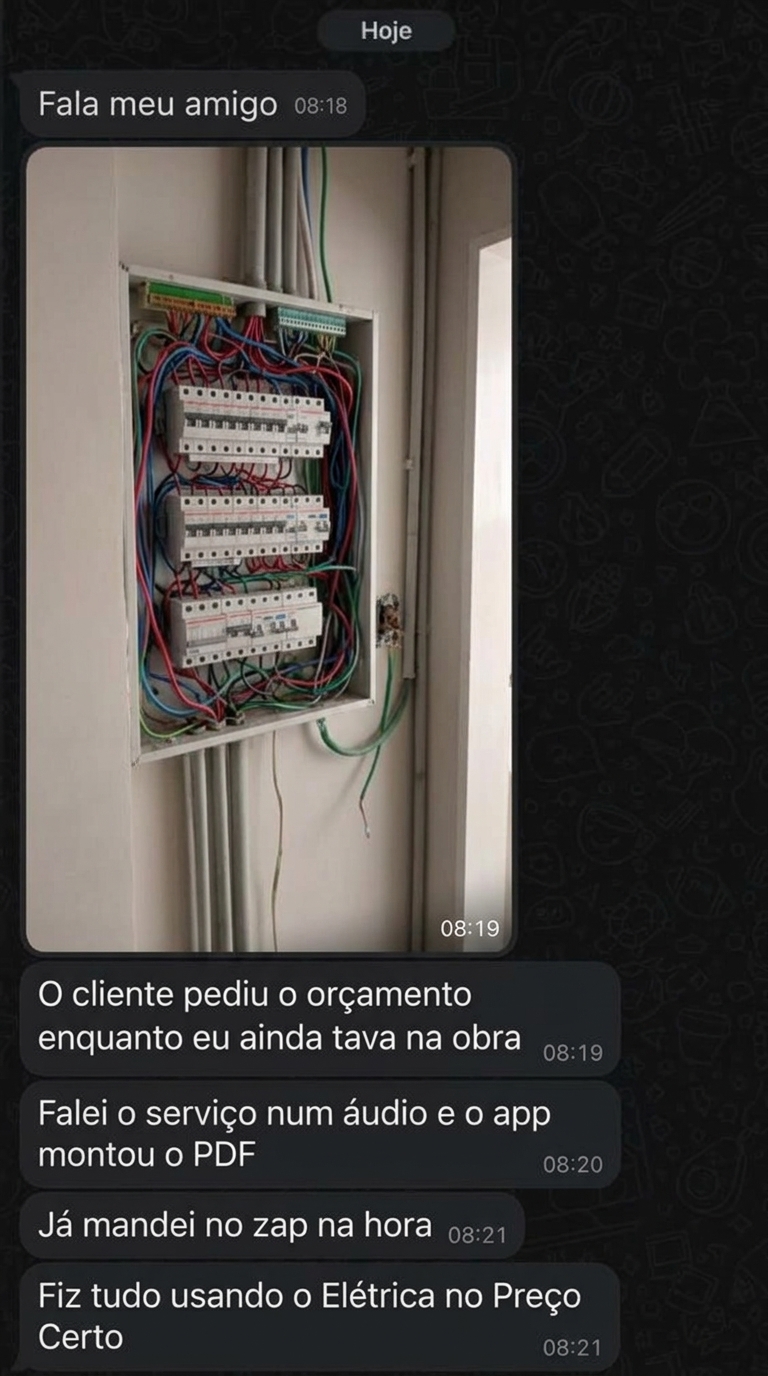 Hoje
Fala meu amigo 08:18
08:19
O cliente pediu o orçamento
enquanto eu ainda tava na obra 08:19
Falei o serviço num áudio e o app
montou o PDF 08:20
Já mandei no zap na hora 08:21
Fiz tudo usando o Elétrica no Preço
Certo 08:21